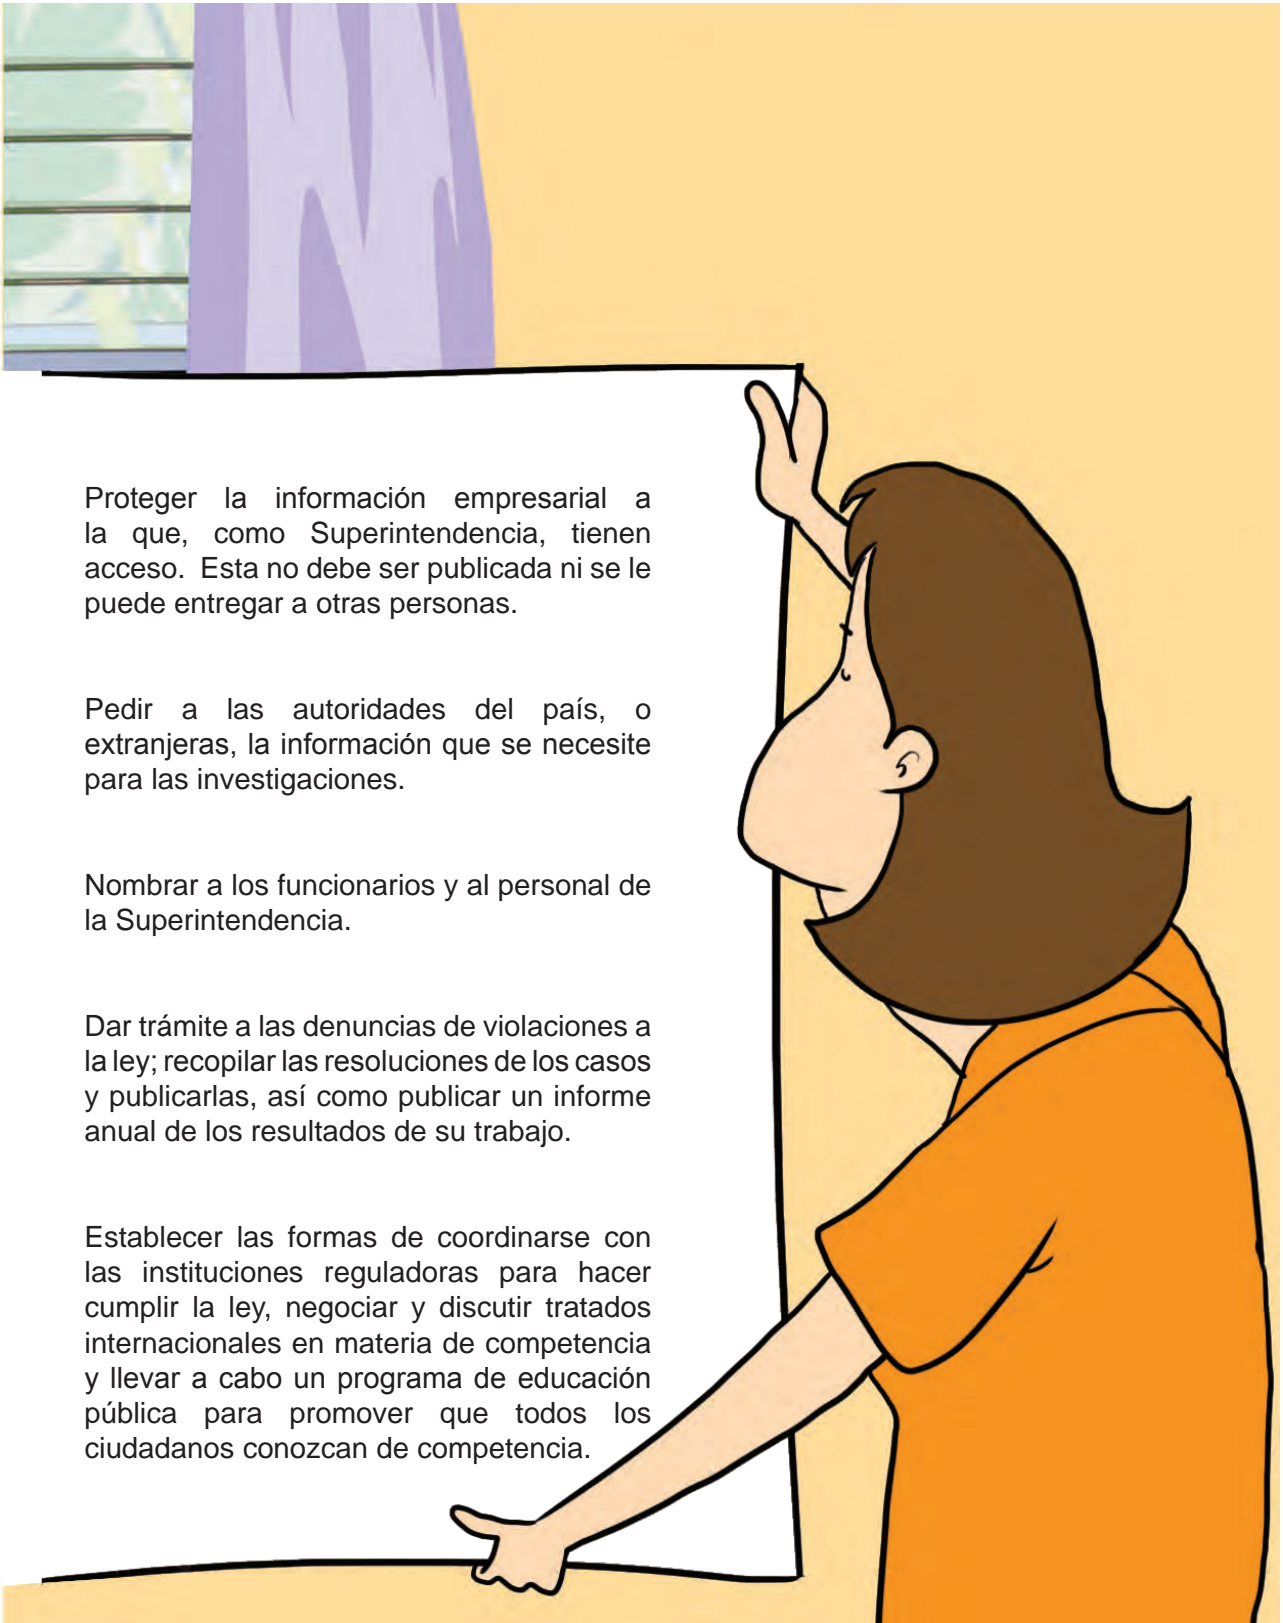 Proteger la información empresarial a
la que, como Superintendencia, tienen
acceso. Esta no debe ser publicada ni se le
puede entregar a otras personas.
Pedir a las autoridades del país, o
extranjeras, la información que se necesite
para las investigaciones.
Nombrar a los funcionarios y al personal de
la Superintendencia.
Dar trámite a las denuncias de violaciones a
la ley; recopilar las resoluciones de los casos
y publicarlas, así como publicar un informe
anual de los resultados de su trabajo.
Establecer las formas de coordinarse con
las instituciones reguladoras para hacer
cumplir la ley, negociar y discutir tratados
internacionales en materia de competencia
y llevar a cabo un programa de educación
pública para promover que todos los
ciudadanos conozcan de competencia.